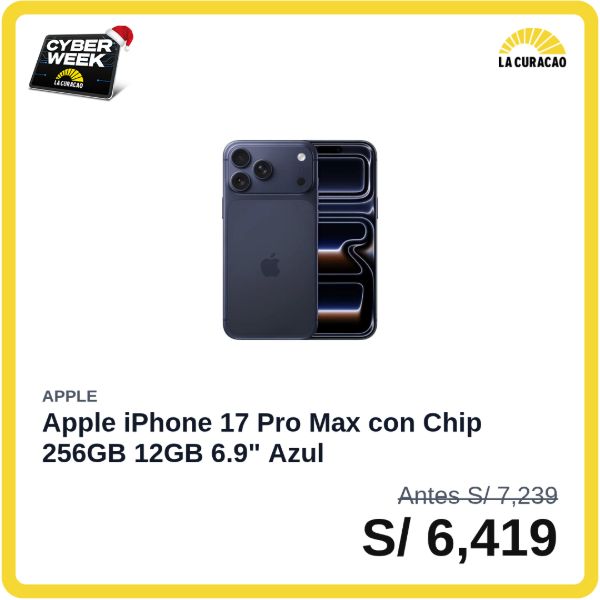 CYBER
WEEK
LA CURACAO
LA CURACAO
APPLE
Apple iPhone 17 Pro Max con Chip
256GB 12GB 6.9" Azul
Antes S/ 7,239
S/ 6,419